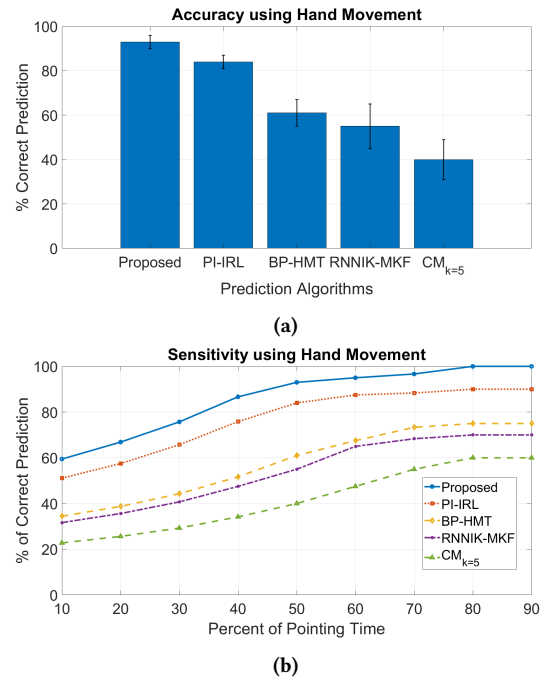 Accuracy using Hand Movement
100
80
60
40
20
0
% Correct Prediction
Proposed PI-IRL BP-HMT RNNIK-MKF CM_k=5
Prediction Algorithms
(a)
Sensitivity using Hand Movement
100
80
60
40
20
0
% of Correct Prediction
Proposed
PI-IRL
BP-HMT
RNNIK-MKF
CM_k=5
10 20 30 40 50 60 70 80 90
Percent of Pointing Time
(b)